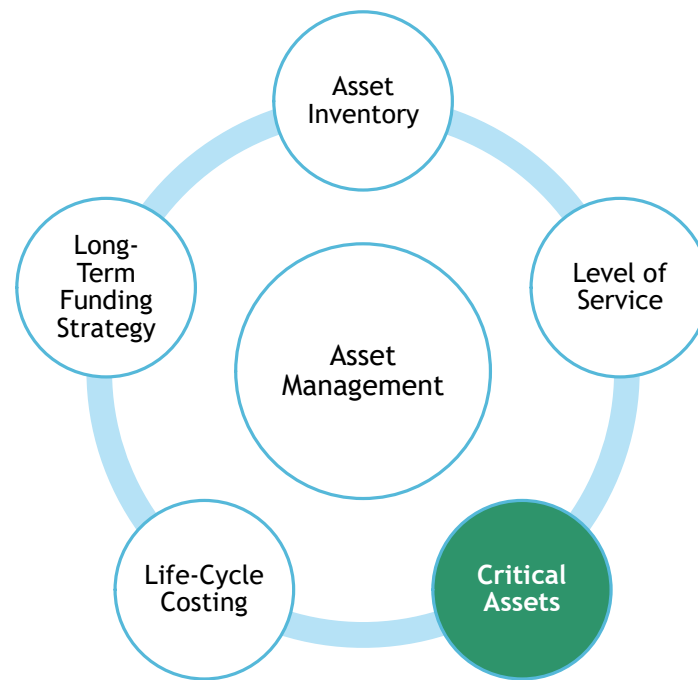 Asset
Inventory
Long-
Term
Funding
Strategy
Level of
Service
Asset
Management
Life-Cycle
Costing
Critical
Assets